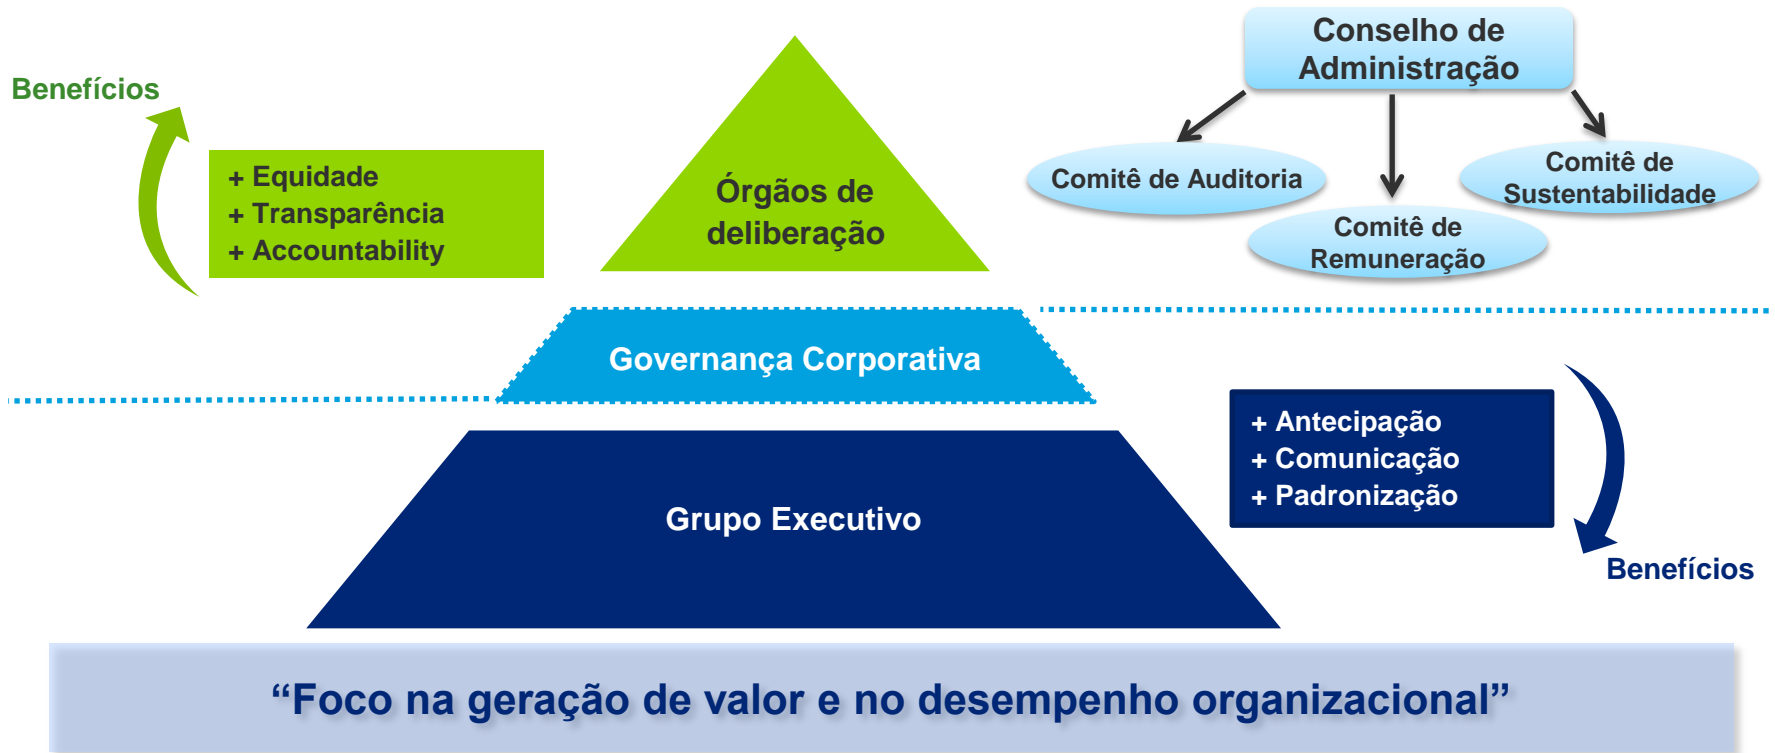 Conselho de
Administração
Benefícios
+ Equidade
+ Transparência
+ Accountability
Órgãos de
deliberação
Comitê de Auditoria
Comitê de
Sustentabilidade
Comitê de
Remuneração
Governança Corporativa
+ Antecipação
+ Comunicação
+ Padronização
Grupo Executivo
Benefícios
“Foco na geração de valor e no desempenho organizacional”